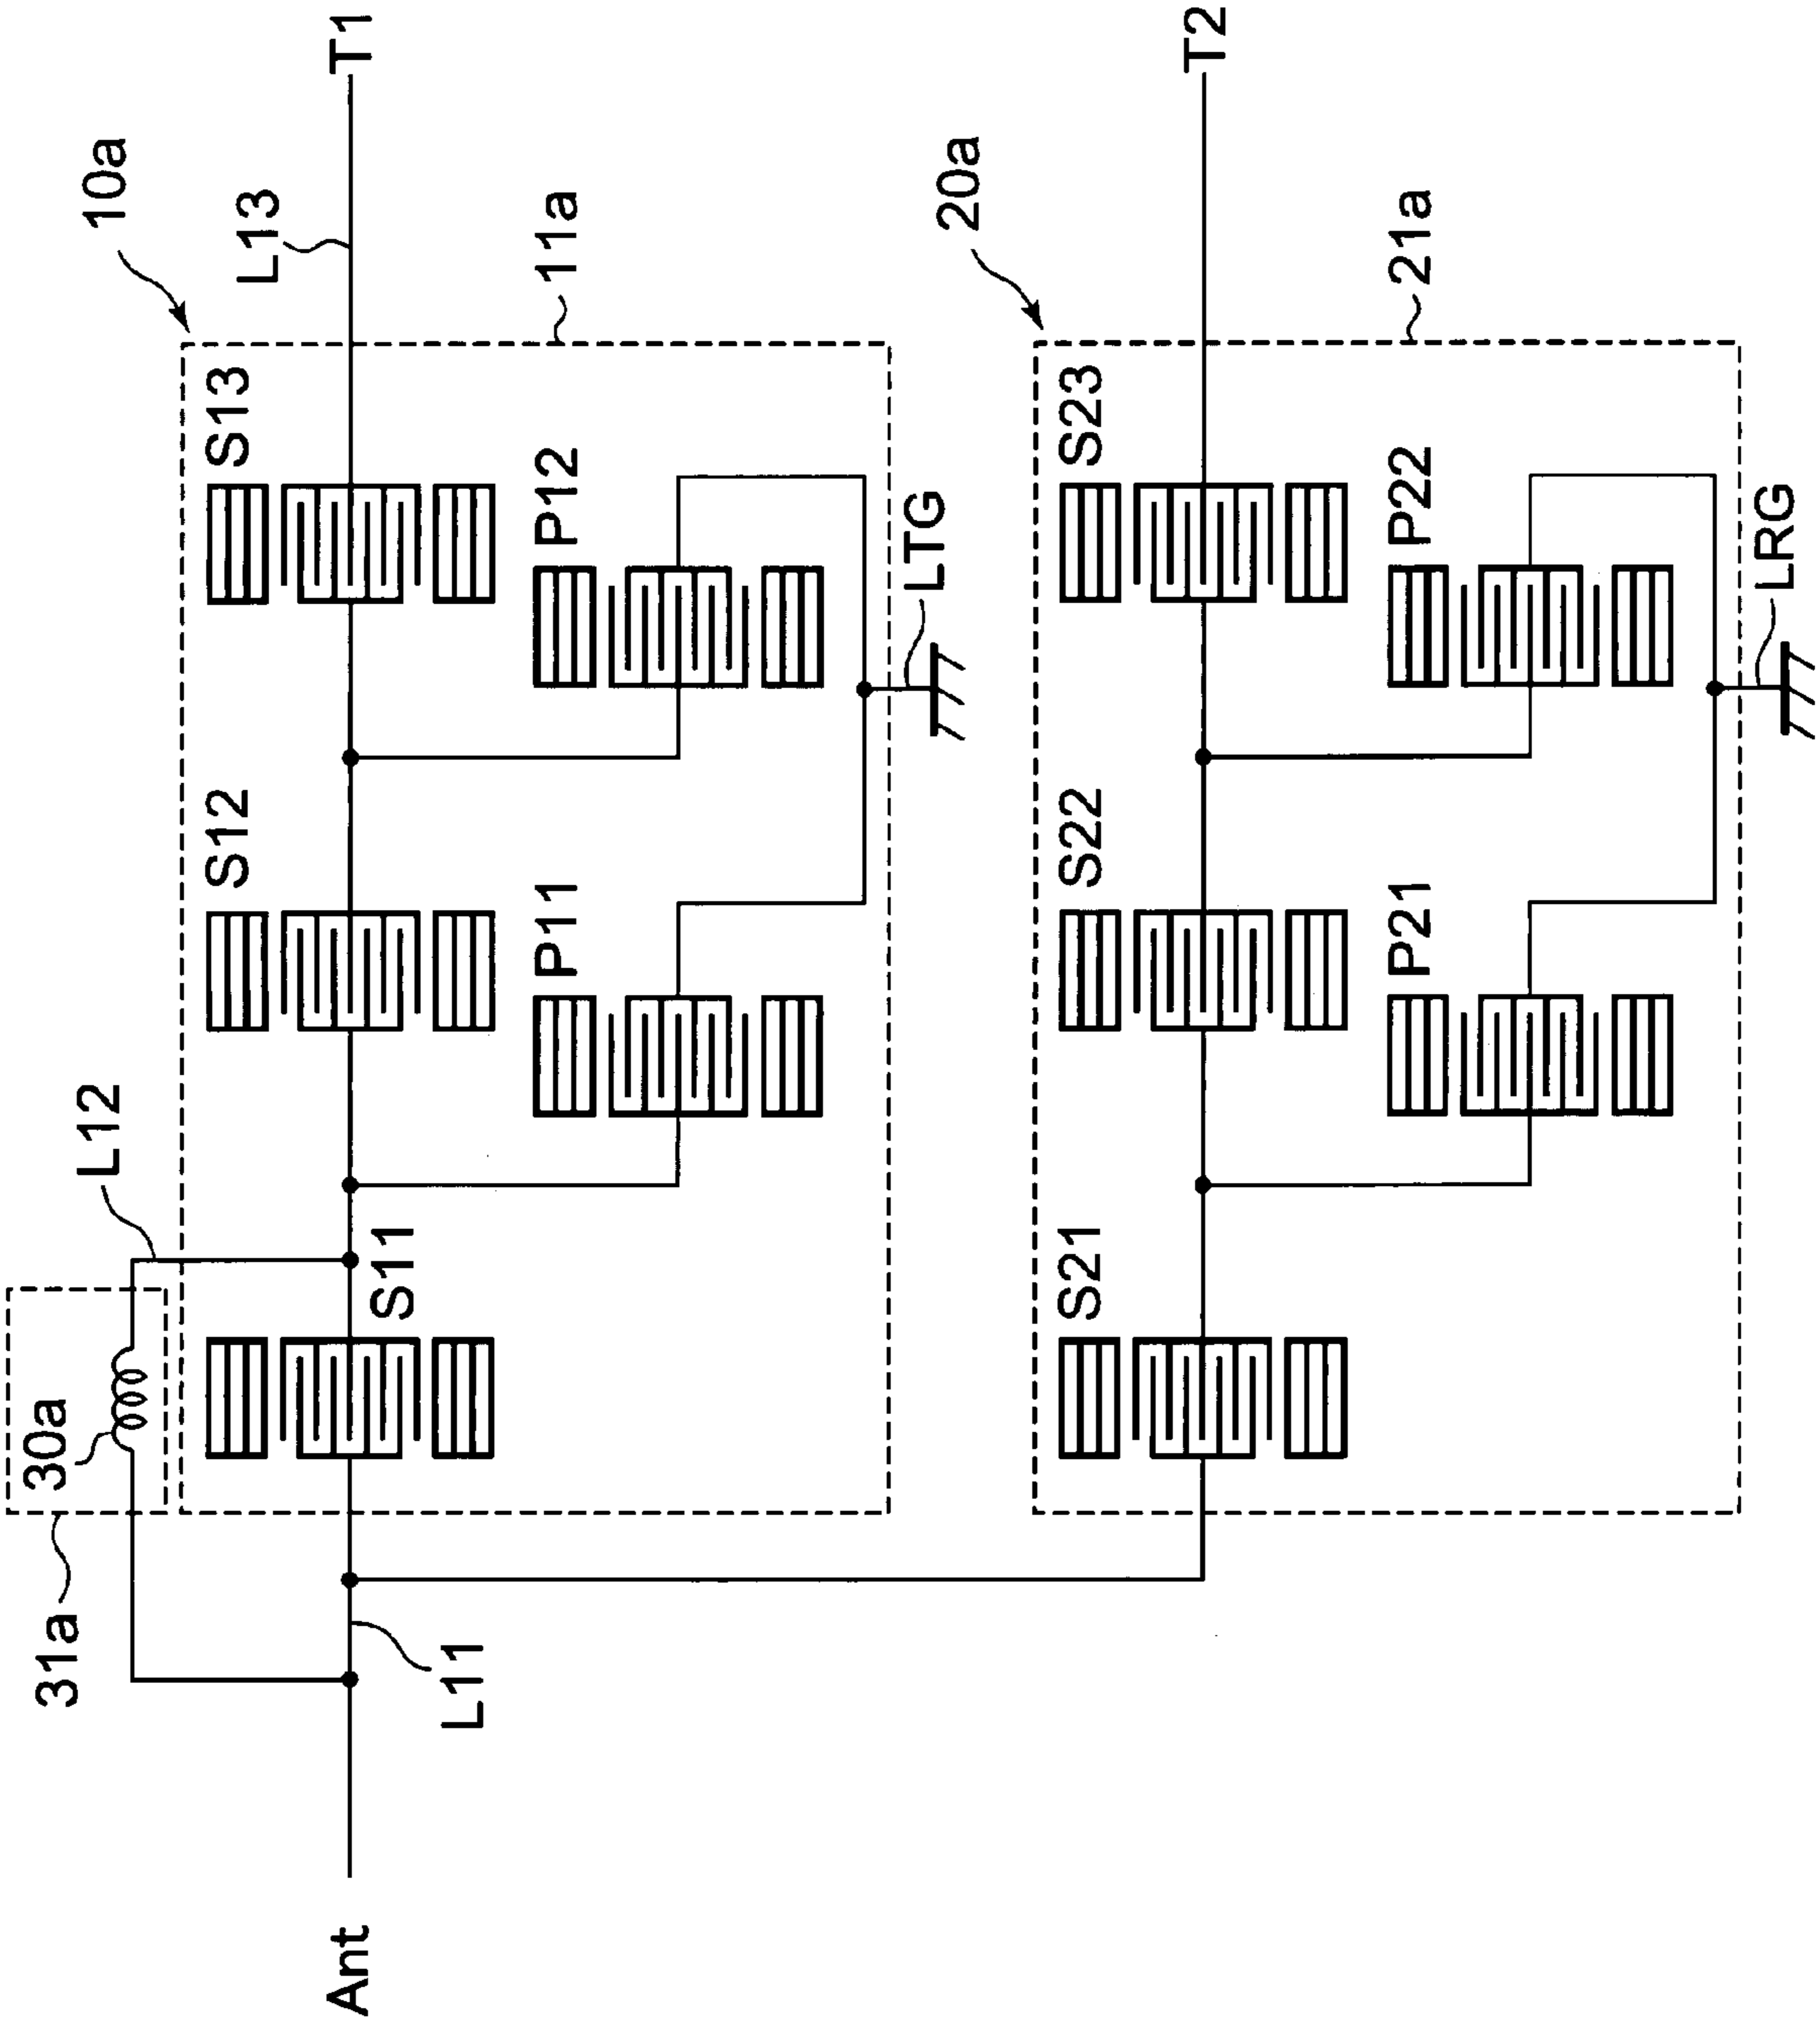 10a
L13
T1
11a
S13
S12
P12
P11
LTG
L12
S11
30a
31a
L11
Ant
20a
T2
21a
S23
S22
S21
P22
P21
LRG